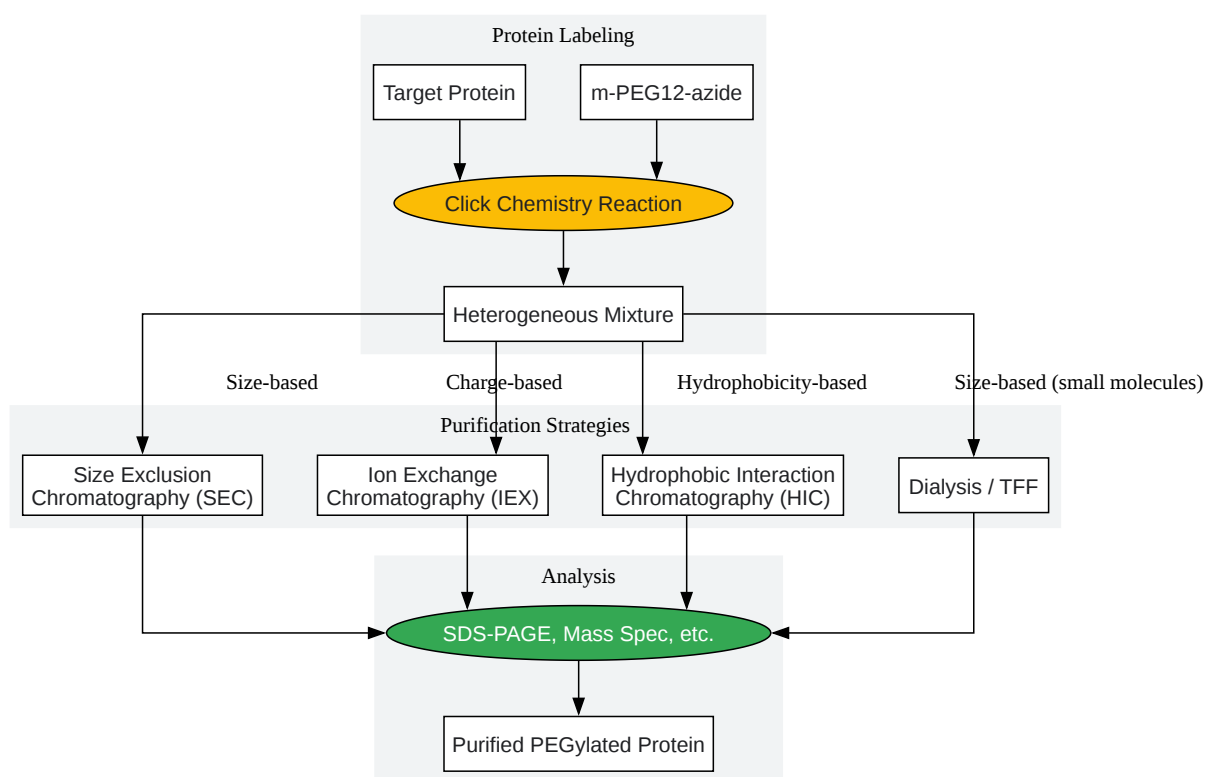 Protein Labeling
Target Protein
m-PEG12-azide
Click Chemistry Reaction
Heterogeneous Mixture
Size-based
Charge-based
Hydrophobicity-based
Size-based (small molecules)
Purification Strategies
Size Exclusion
Chromatography (SEC)
Ion Exchange
Chromatography (IEX)
Hydrophobic Interaction
Chromatography (HIC)
Dialysis / TFF
Analysis
SDS-PAGE, Mass Spec, etc.
Purified PEGylated Protein